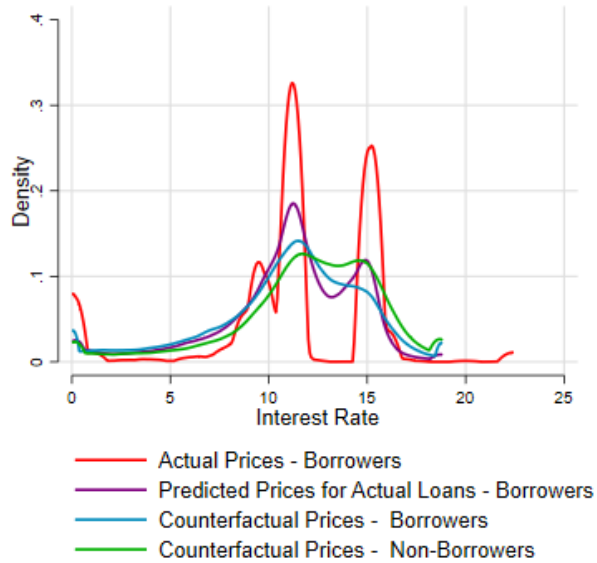 .4
.3
.2
.1
0
Density
0 5 10 15 20 25
Interest Rate
Actual Prices - Borrowers
Predicted Prices for Actual Loans - Borrowers
Counterfactual Prices - Borrowers
Counterfactual Prices - Non-Borrowers